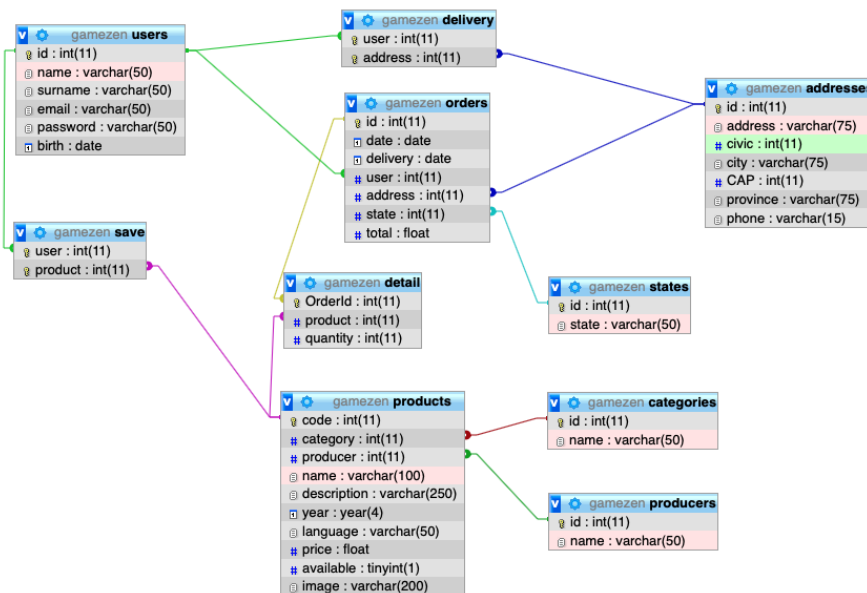 v gamezen users
id : int(11)
name : varchar(50)
surname : varchar(50)
email : varchar(50)
password : varchar(50)
birth : date
v gamezen delivery
user : int(11)
address : int(11)
v gamezen orders
id : int(11)
date : date
delivery : date
# user : int(11)
# address : int(11)
# state : int(11)
# total : float
v gamezen addresses
id : int(11)
address : varchar(75)
# civic : int(11)
city : varchar(75)
# CAP : int(11)
province : varchar(75)
phone : varchar(15)
v gamezen save
user : int(11)
product : int(11)
v gamezen detail
OrderId : int(11)
# product : int(11)
# quantity : int(11)
v gamezen states
id : int(11)
state : varchar(50)
v gamezen products
code : int(11)
# category : int(11)
# producer : int(11)
name : varchar(100)
description : varchar(250)
year : year(4)
language : varchar(50)
# price : float
# available : tinyint(1)
image : varchar(200)
v gamezen categories
id : int(11)
name : varchar(50)
v gamezen producers
id : int(11)
name : varchar(50)